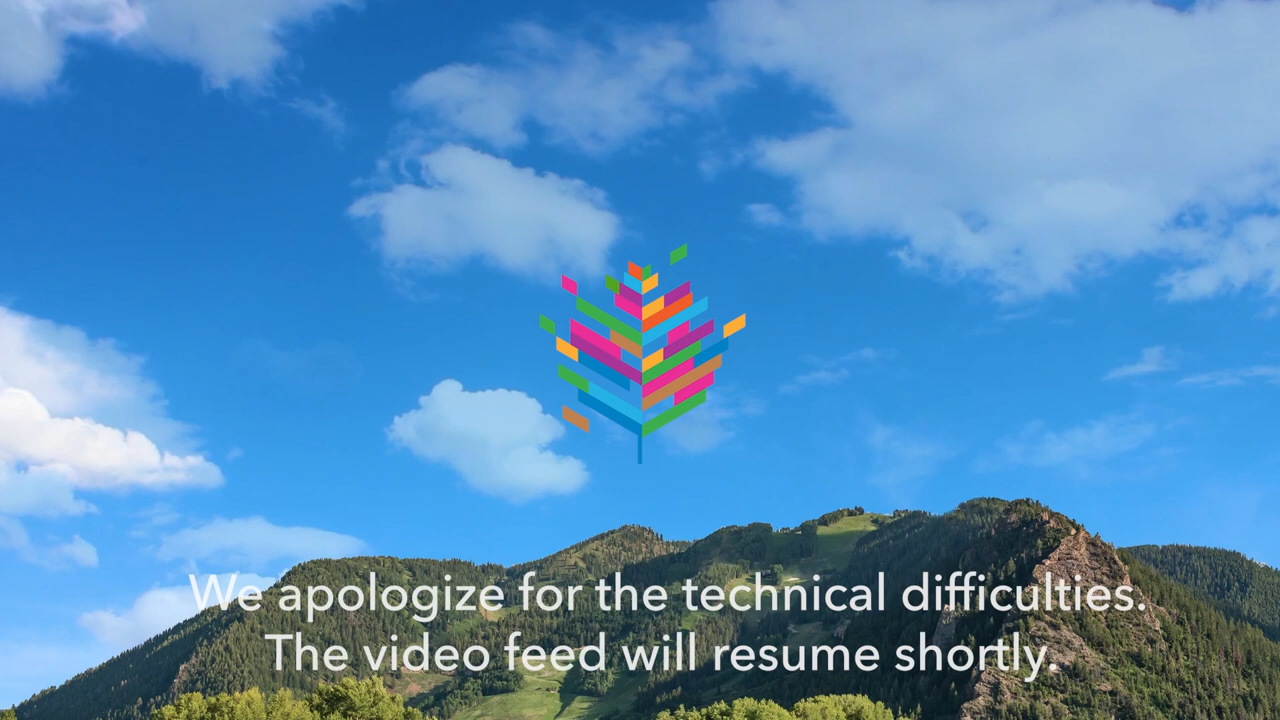 We apologize for the technical difficulties.
The video feed will resume shortly.